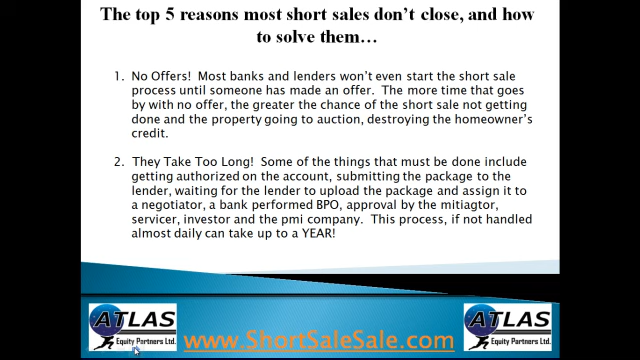 The top 5 reasons most short sales don't close, and how
to solve them…
1. No Offers! Most banks and lenders won't even start the short sale
process until someone has made an offer. The more time that goes
by with no offer, the greater the chance of the short sale not getting
done and the property going to auction, destroying the homeowner's
credit.
2. They Take Too Long! Some of the things that must be done include
getting authorized on the account, submitting the package to the
lender, waiting for the lender to upload the package and assign it to
a negotiator, a bank performed BPO, approval by the mitiagtor,
servicer, investor and the pmi company. This process, if not handled
almost daily can take up to a YEAR!
ATLAS
Equity Partners Ltd.
www.ShortSaleSale.com
ATLAS
Equity Partners Ltd.